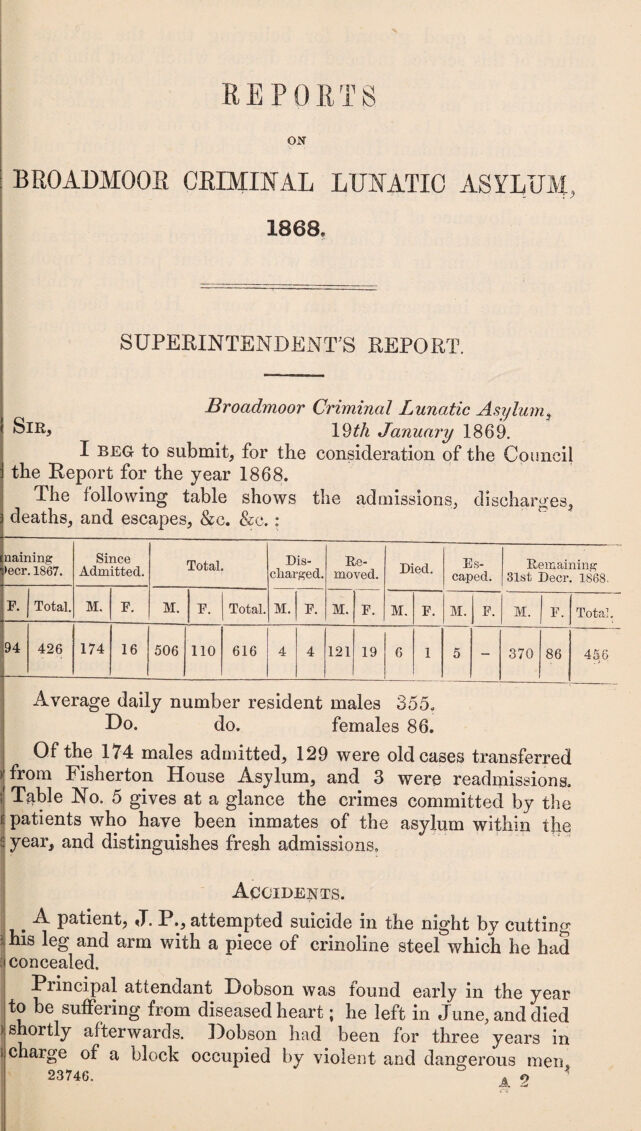 REPORTS
ON
BROADMOOR CRIMINAL LUNATIC ASYLUM,
1868.
SUPERINTENDENT'S REPORT.
Broadmoor Criminal Lunatic Asylum,
SIR, 19th January 1869.
I BEG to submit, for the consideration of the Council
the Report for the year 1868.
The following table shows the admissions, discharges,
deaths, and escapes, &c. &c. :
maining Decr. 1867. Since Admitted. Total. Dis-charged. Re-moved. Died. Es-caped. Remaining 31st Decr. 1868.
F. Total. M. F. M. F. Total. M. F. M. F. M. F. M. F. M. F. Total.
94 426 174 16 506 110 616 4 4 121 19 6 1 5 – 370 86 456
Average daily number resident males 355.
Do. do. females 86.
Of the 174 males admitted, 129 were old cases transferred
from Fisherton House Asylum, and 3 were readmissions.
Table No. 5 gives at a glance the crimes committed by the
patients who have been inmates of the asylum within the
year, and distinguishes fresh admissions.
ACCIDENTS.
A patient, J. P., attempted suicide in the night by cutting
his leg and arm with a piece of crinoline steel which he had
concealed.
Principal attendant Dobson was found early in the year
to be suffering from diseased heart; he left in June, and died
shortly afterwards. Dobson had been for three years in
charge of a block occupied by violent and dangerous men,
23746. A 2